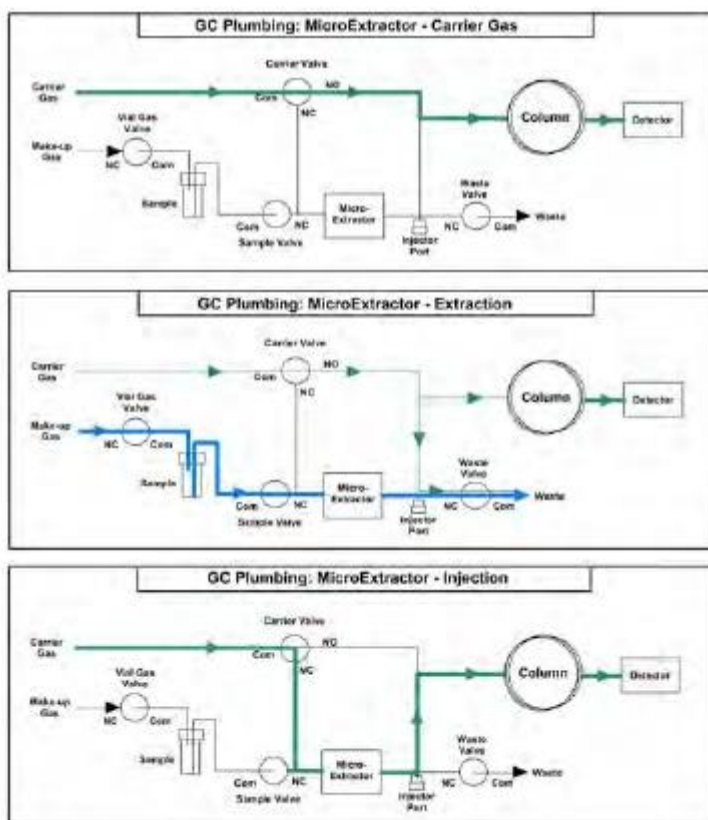 GC Plumbing: MicroExtractor - Carrier Gas
Carrier Valve
Carrier
Gas
Com
NO
NC
Vial Gas
Valve
Make-up
Gas
NC
Com
Sample
Column
Detector
Micro-
Extractor
Waste
Valve
Com
NC
Sample Valve
Injector
Port
NC
Com
Waste
GC Plumbing: MicroExtractor - Extraction
Carrier Valve
Carrier
Gas
Com
NO
NC
Vial Gas
Valve
Make-up
Gas
NC
Com
Sample
Column
Detector
Micro-
Extractor
Waste
Valve
Com
NC
Sample Valve
Injector
Port
NC
Com
Waste
GC Plumbing: MicroExtractor - Injection
Carrier Valve
Carrier
Gas
Com
NO
NC
Vial Gas
Valve
Make-up
Gas
NC
Com
Sample
Column
Detector
Micro-
Extractor
Waste
Valve
Com
NC
Sample Valve
Injector
Port
NC
Com
Waste